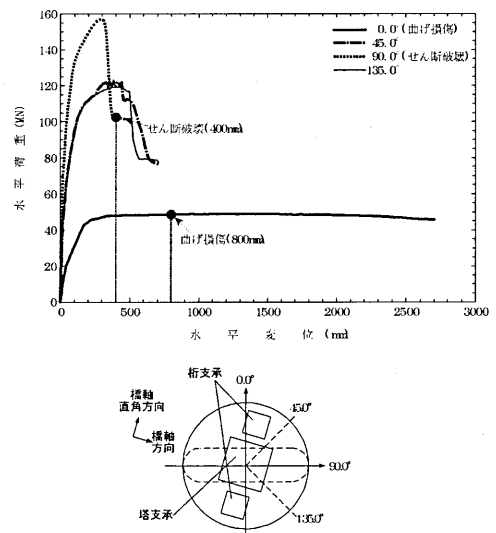 160
140
120
100
80
60
40
20
0
0
500
1000
1500
2000
2500
3000
水平荷重(MN)
水 平 変 位 (mm)
0.0°(曲げ損傷)
45.0°
90.0°(せん断破壊)
135.0°
せん断破壊(400mm)
曲げ損傷(800mm)
桁支承
0.0°
橋軸
直角方向
45.0°
橋軸
方向
90.0°
塔支承
135.0°